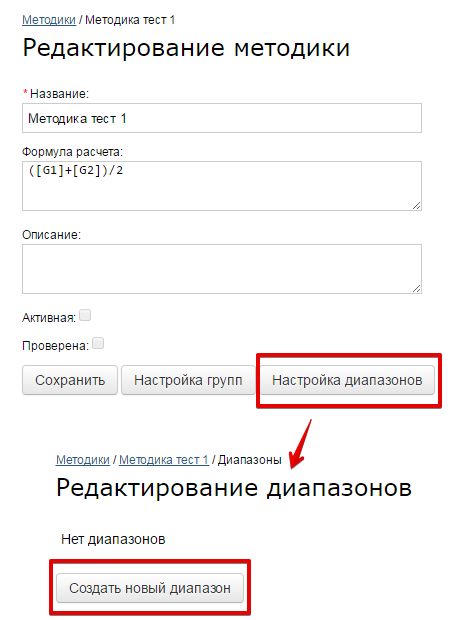 Методики / Методика тест 1
Редактирование методики
* Название:
Методика тест 1
Формула расчета:
([G1]+[G2])/2
Описание:
Активная:
Проверена:
Сохранить Настройка групп Настройка диапазонов
Методики / Методика тест 1 / Диапазоны
Редактирование диапазонов
Нет диапазонов
Создать новый диапазон